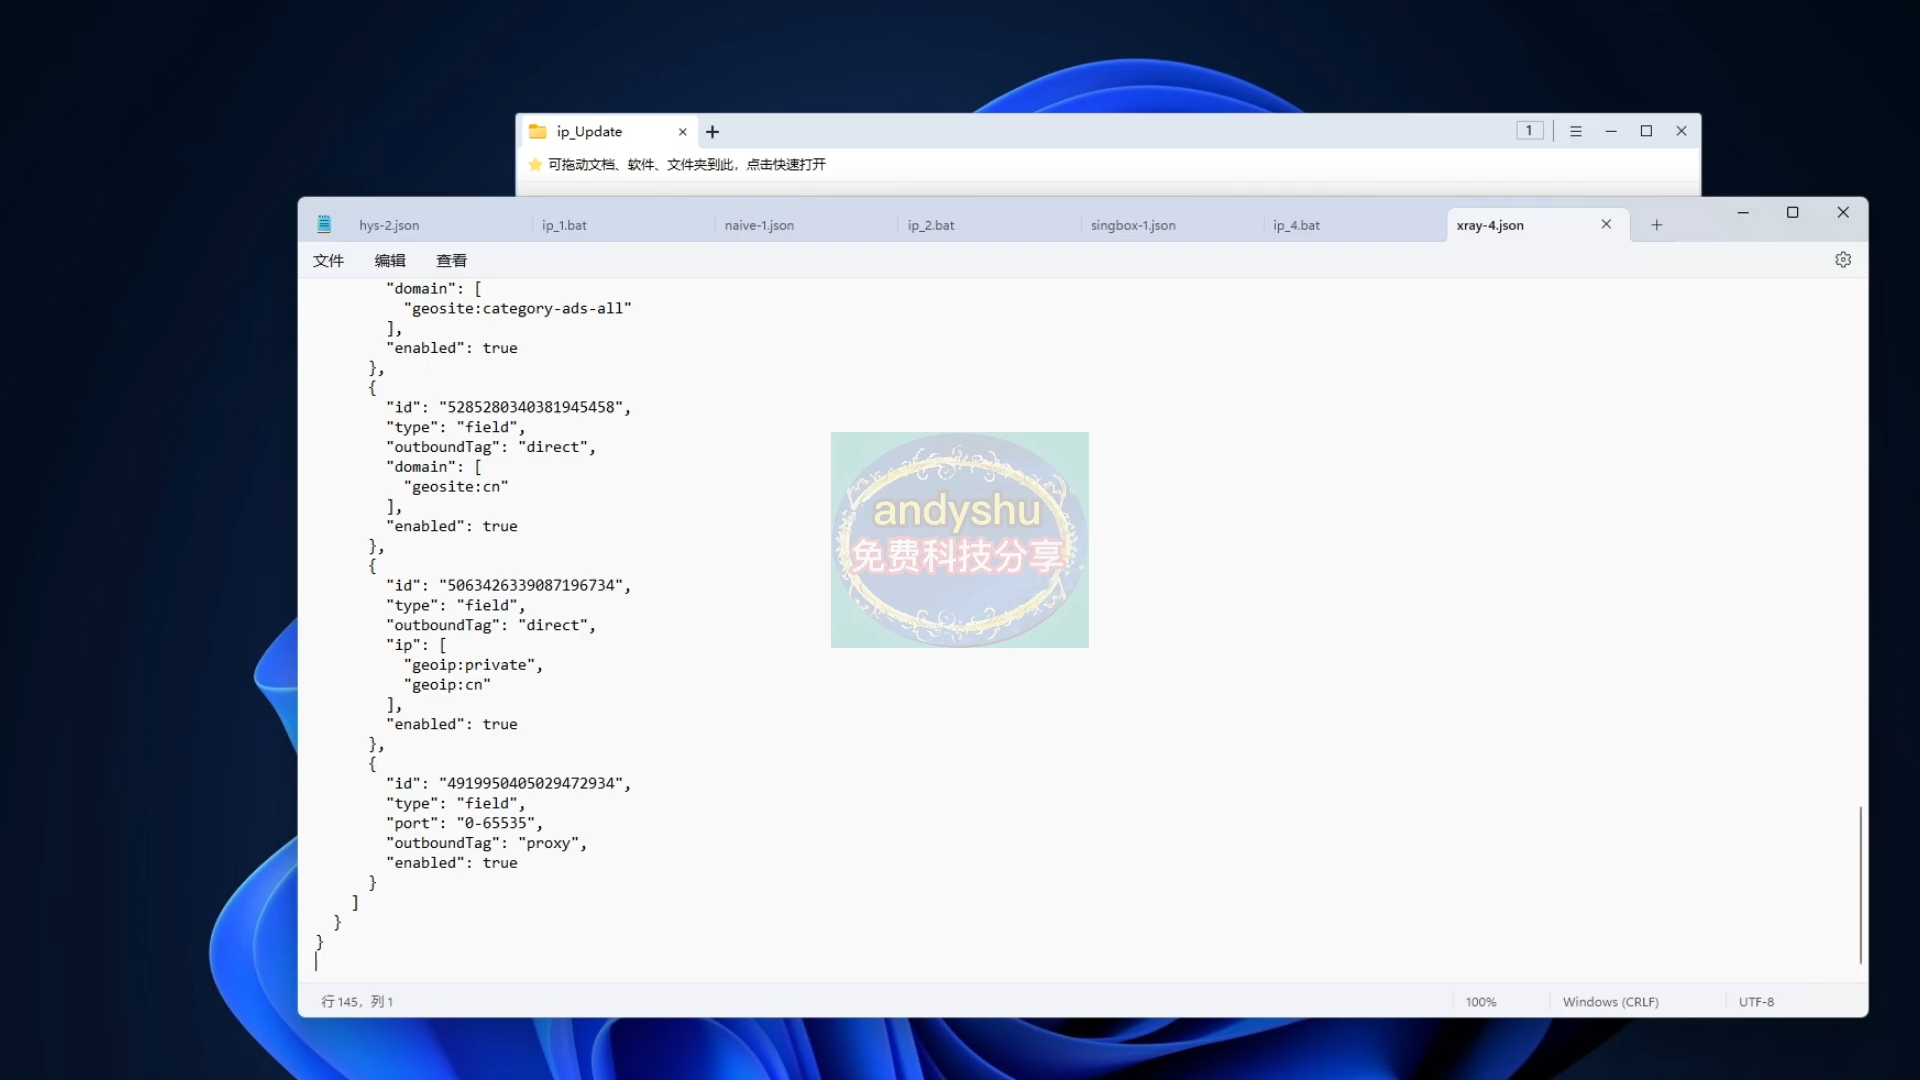 ip_Update
1
可拖动文档、软件、文件夹到此，点击快速打开
hys-2.json
ip_1.bat
naive-1.json
ip_2.bat
singbox-1.json
ip_4.bat
xray-4.json
文件
编辑
查看
"domain": [
"geosite:category-ads-all"
],
"enabled": true
},
{
"id": "5285280340381945458",
"type": "field",
"outboundTag": "direct",
"domain": [
"geosite:cn"
],
"enabled": true
},
{
"id": "5063426339087196734",
"type": "field",
"outboundTag": "direct",
"ip": [
"geoip:private",
"geoip:cn"
],
"enabled": true
},
{
"id": "4919950405029472934",
"type": "field",
"port": "0-65535",
"outboundTag": "proxy",
"enabled": true
}
]
}
}
andyshu
免费科技分享
行 145，列 1
100%
Windows (CRLF)
UTF-8